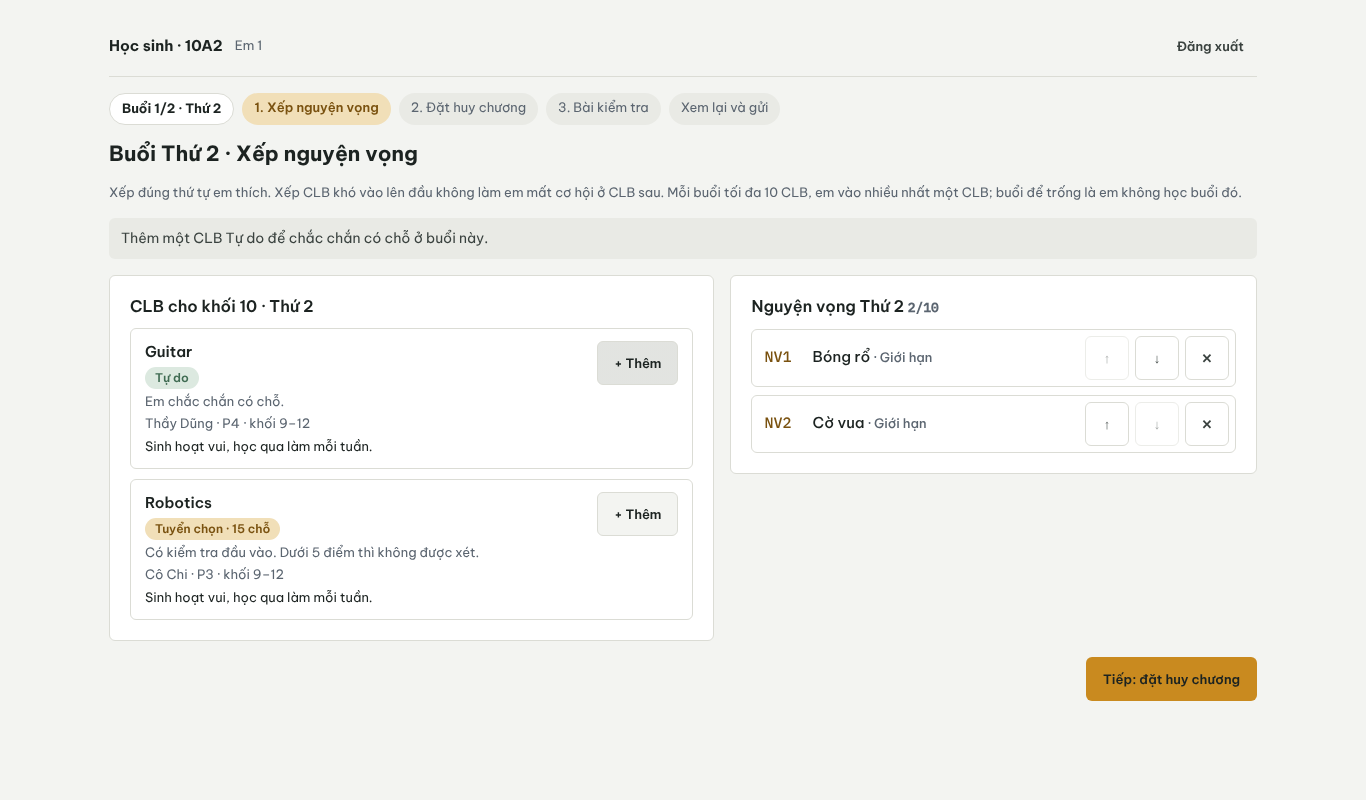 Học sinh · 10A2 Em 1
Đăng xuất
Buổi 1/2 · Thứ 2
1. Xếp nguyện vọng
2. Đặt huy chương
3. Bài kiểm tra
Xem lại và gửi
Buổi Thứ 2 · Xếp nguyện vọng
Xếp đúng thứ tự em thích. Xếp CLB khó vào lên đầu không làm em mất cơ hội ở CLB sau. Mỗi buổi tối đa 10 CLB, em vào nhiều nhất một CLB; buổi để trống là em không học buổi đó.
Thêm một CLB Tự do để chắc chắn có chỗ ở buổi này.
CLB cho khối 10 · Thứ 2
Guitar
+ Thêm
Tự do
Em chắc chắn có chỗ.
Thầy Dũng · P4 · khối 9–12
Sinh hoạt vui, học qua làm mỗi tuần.
Robotics
+ Thêm
Tuyển chọn · 15 chỗ
Có kiểm tra đầu vào. Dưới 5 điểm thì không được xét.
Cô Chi · P3 · khối 9–12
Sinh hoạt vui, học qua làm mỗi tuần.
Nguyện vọng Thứ 2 2/10
NV1 Bóng rổ · Giới hạn ↑ ↓ ×
NV2 Cờ vua · Giới hạn ↑ ↓ ×
Tiếp: đặt huy chương